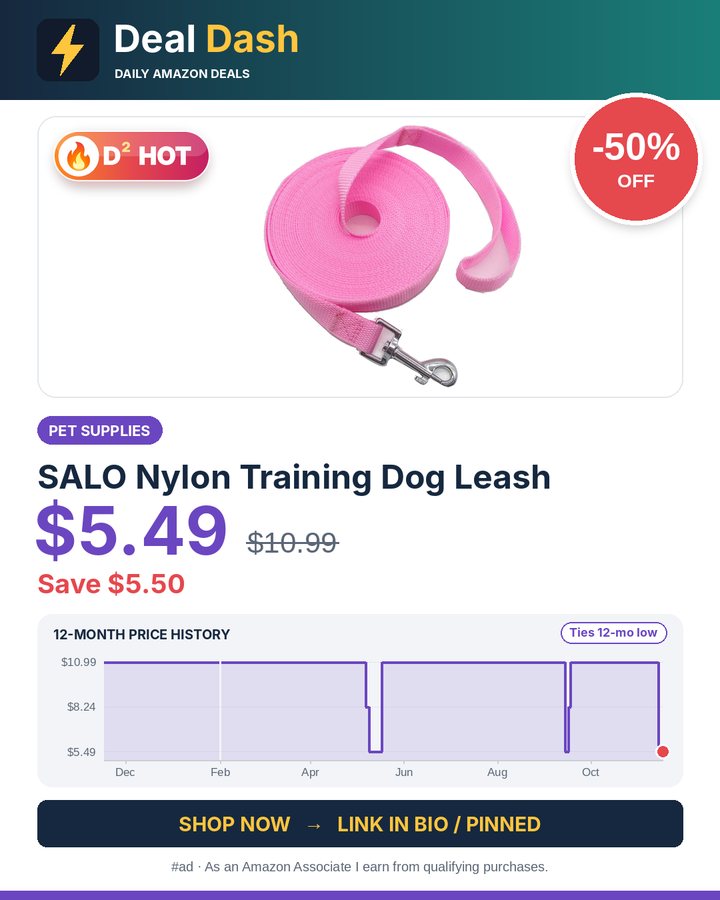 Deal Dash
DAILY AMAZON DEALS
D² HOT
-50%
OFF
PET SUPPLIES
SALO Nylon Training Dog Leash
$5.49 $10.99
Save $5.50
12-MONTH PRICE HISTORY
Ties 12-mo low
$10.99
$8.24
$5.49
Dec Feb Apr Jun Aug Oct
SHOP NOW → LINK IN BIO / PINNED
#ad · As an Amazon Associate I earn from qualifying purchases.